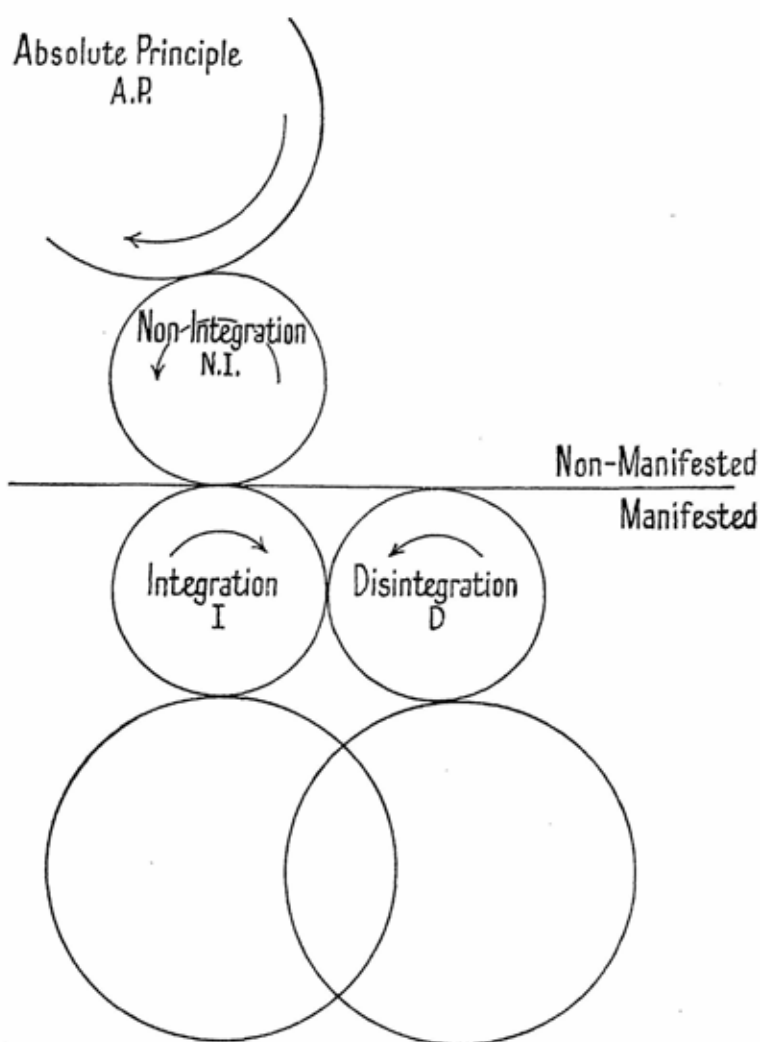 Absolute Principle
A.P.
Non-Integration
N.I.
Non-Manifested
Manifested
Integration
I
Disintegration
D